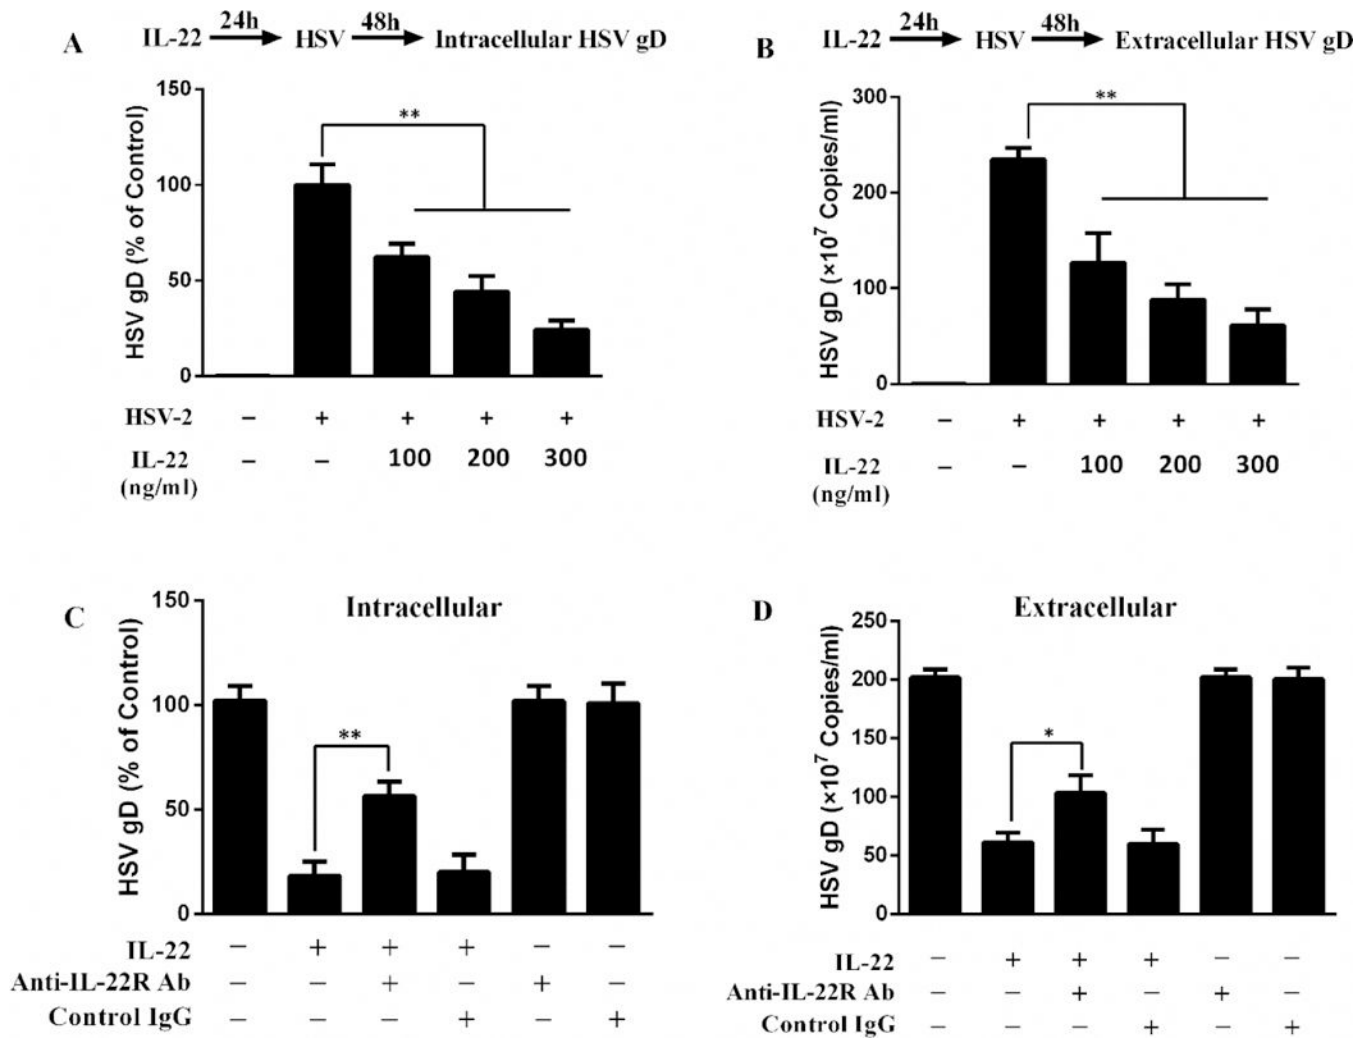 A
IL-22 24h HSV 48h Intracellular HSV gD
HSV gD (% of Control)
150
100
50
0
**
HSV-2 – + + + +
IL-22 – – 100 200 300
(ng/ml)
B
IL-22 24h HSV 48h Extracellular HSV gD
HSV gD (×10⁷ Copies/ml)
300
200
100
0
**
HSV-2 – + + + +
IL-22 – – 100 200 300
(ng/ml)
C
Intracellular
HSV gD (% of Control)
150
100
50
0
**
IL-22 – + + + – –
Anti-IL-22R Ab – – + – + –
Control IgG – – – + – +
D
Extracellular
HSV gD (×10⁷ Copies/ml)
250
200
150
100
50
0
*
IL-22 – + + + – –
Anti-IL-22R Ab – – + – + –
Control IgG – – – + – +